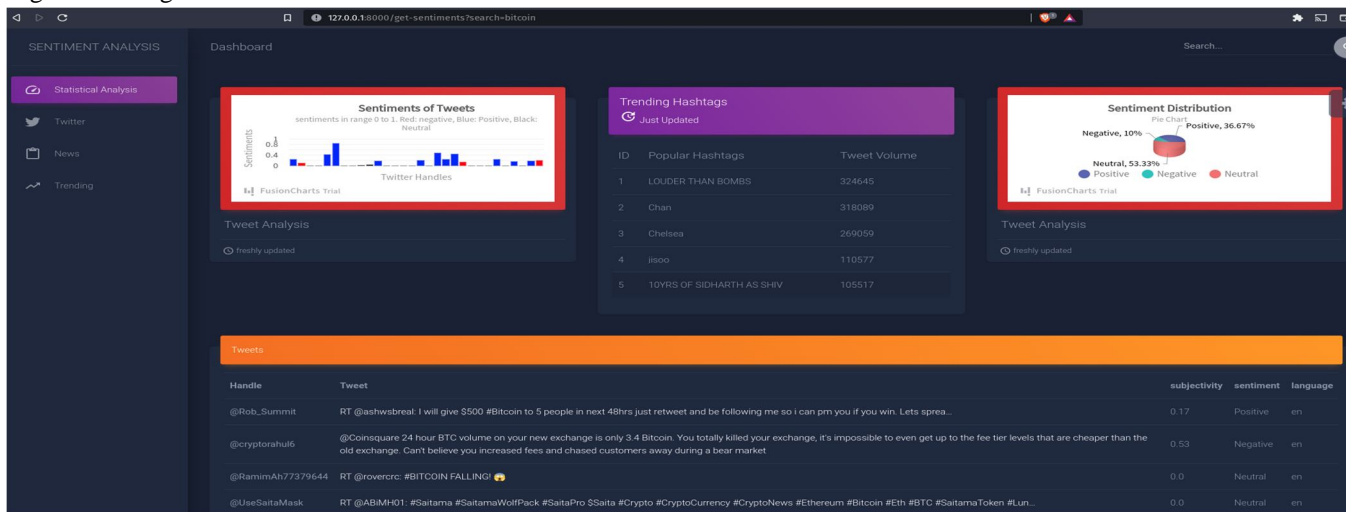 127.0.0.1:8000/get-sentiments?search=bitcoin
SENTIMENT ANALYSIS
Dashboard
Search...
Statistical Analysis
Twitter
News
Trending
Sentiments of Tweets
sentiments in range 0 to 1. Red: negative, Blue: Positive, Black:
Neutral
Sentiments
1
0.8
0.4
0
Twitter Handles
FusionCharts Trial
Tweet Analysis
freshly updated
Trending Hashtags
Just Updated
ID Popular Hashtags Tweet Volume
1 LOUDER THAN BOMBS 324645
2 Chan 318089
3 Chelsea 269059
4 jisoo 110577
5 10YRS OF SIDHARTH AS SHIV 105517
Sentiment Distribution
Pie Chart
Positive, 36.67%
Negative, 10%
Neutral, 53.33%
Positive Negative Neutral
FusionCharts Trial
Tweet Analysis
freshly updated
Tweets
Handle Tweet subjectivity sentiment language
@Rob_Summit RT @ashwsbreal: I will give $500 #Bitcoin to 5 people in next 48hrs just retweet and be following me so i can pm you if you win. Lets sprea... 0.17 Positive en
@cryptorahul6 @Coinsquare 24 hour BTC volume on your new exchange is only 3.4 Bitcoin. You totally killed your exchange, it's impossible to even get up to the fee tier levels that are cheaper than the
old exchange. Can't believe you increased fees and chased customers away during a bear market 0.53 Negative en
@RamimAh77379644 RT @rovercrc: #BITCOIN FALLING! 😱 0.0 Neutral en
@UseSaitaMask RT @ABiMH01: #Saitama #SaitamaWolfPack #SaitaPro $Saita #Crypto #CryptoCurrency #CryptoNews #Ethereum #Bitcoin #Eth #BTC #SaitamaToken #Lun... 0.0 Neutral en